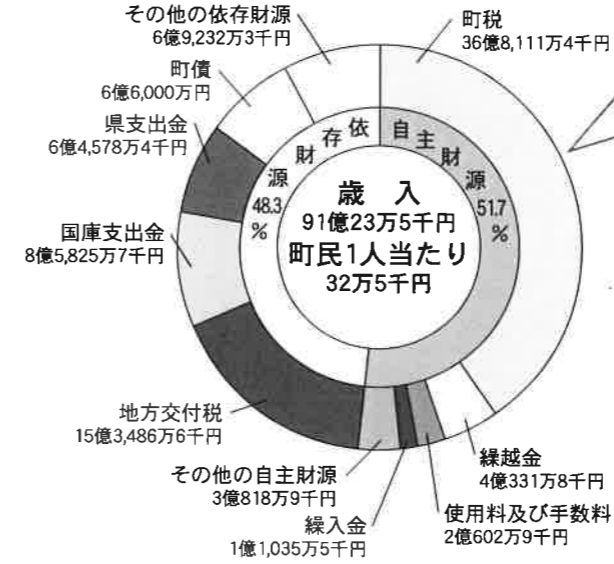 その他の依存財源
6億9,232万3千円
町税
36億8,111万4千円
町債
6億6,000万円
県支出金
6億4,578万4千円
国庫支出金
8億5,825万7千円
地方交付税
15億3,486万6千円
その他の自主財源
3億818万9千円
繰入金
1億1,035万5千円
使用料及び手数料
2億602万9千円
繰越金
4億331万8千円
依存財源
48.3%
自主財源
51.7%
歳入
91億23万5千円
町民1人当たり
32万5千円